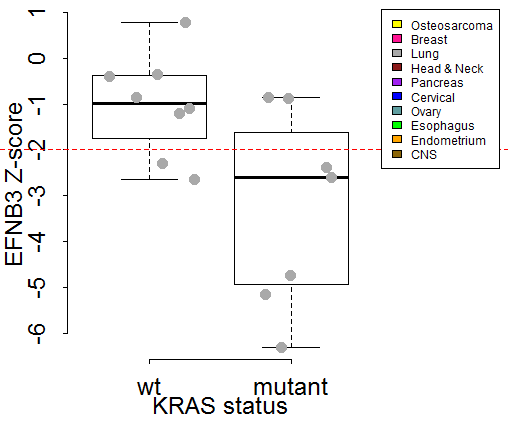 1
0
-1
-2
-3
-4
-5
-6
EFNB3 Z-score
wt
mutant
KRAS status
Osteosarcoma
Breast
Lung
Head & Neck
Pancreas
Cervical
Ovary
Esophagus
Endometrium
CNS